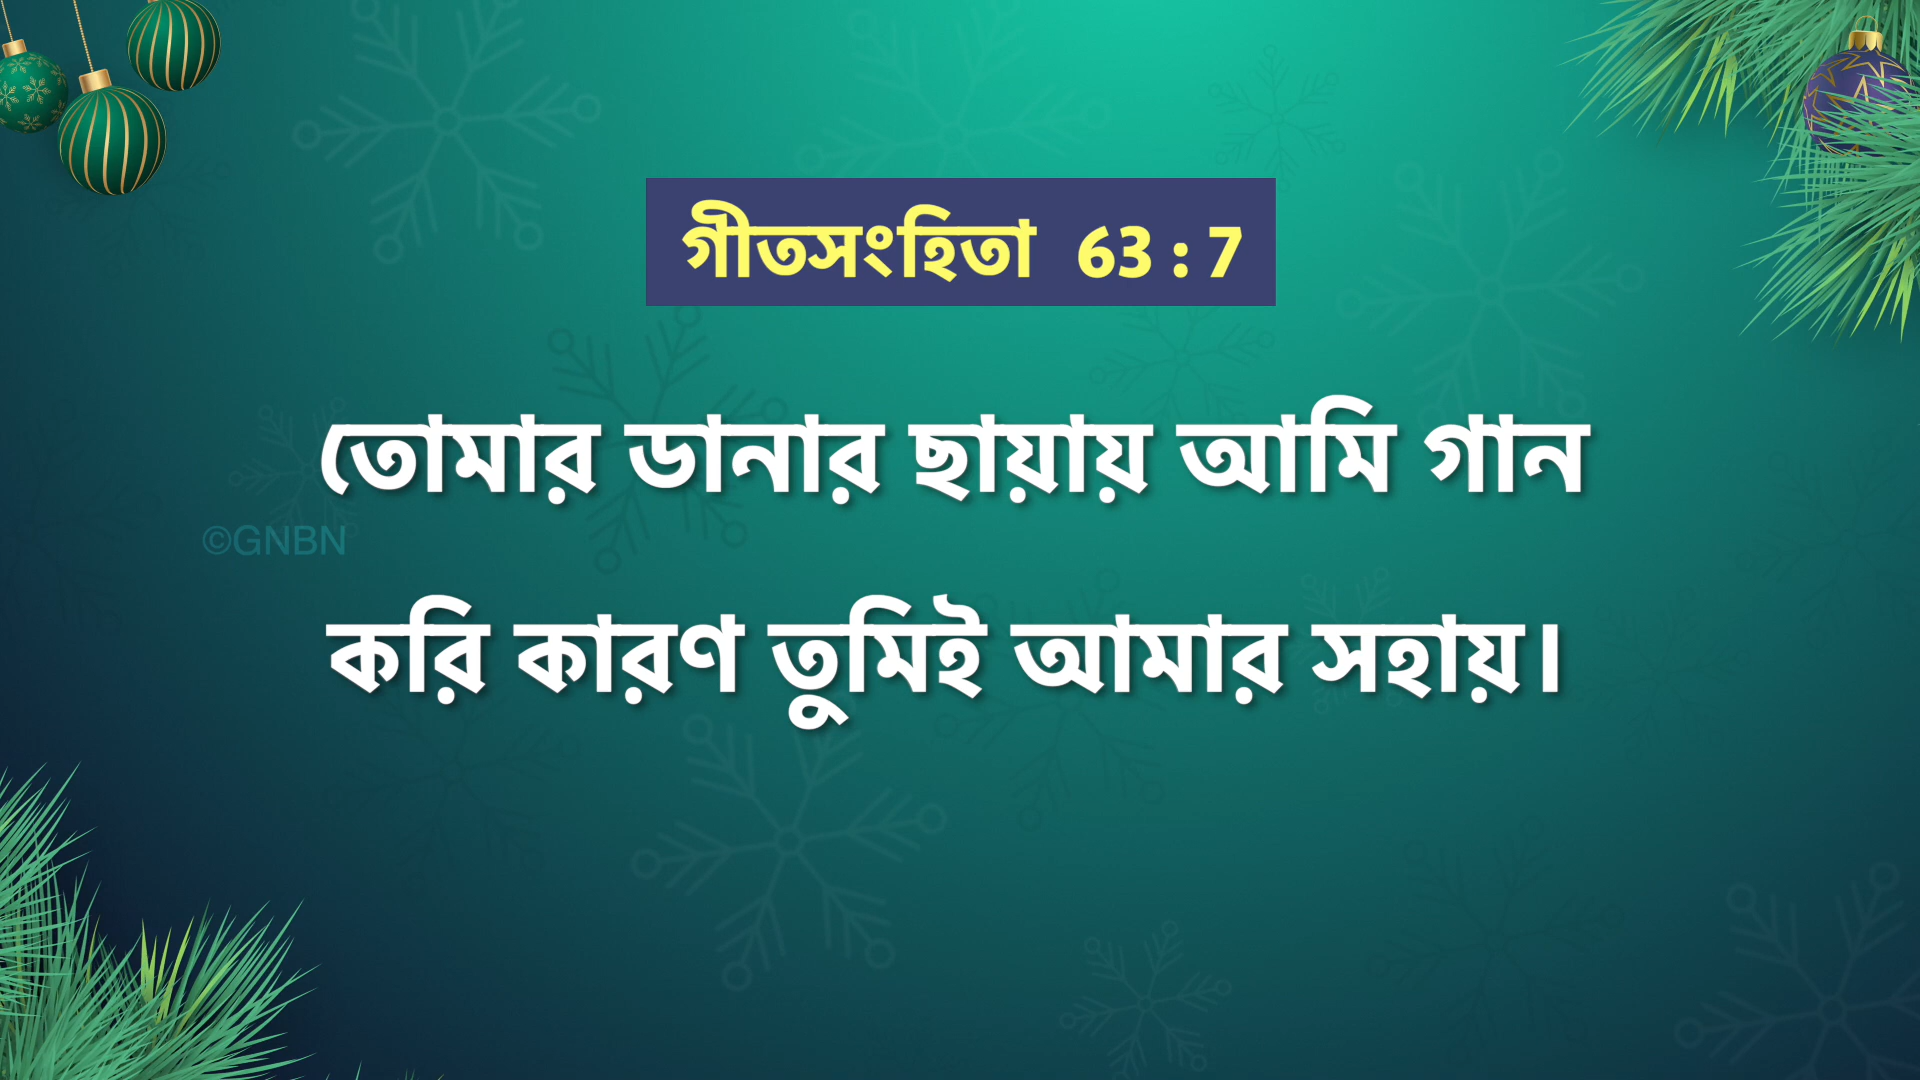 গীতসংহিতা 63 : 7
তোমার ডানার ছায়ায় আমি গান
©GNBN
করি কারণ তুমিই আমার সহায়।